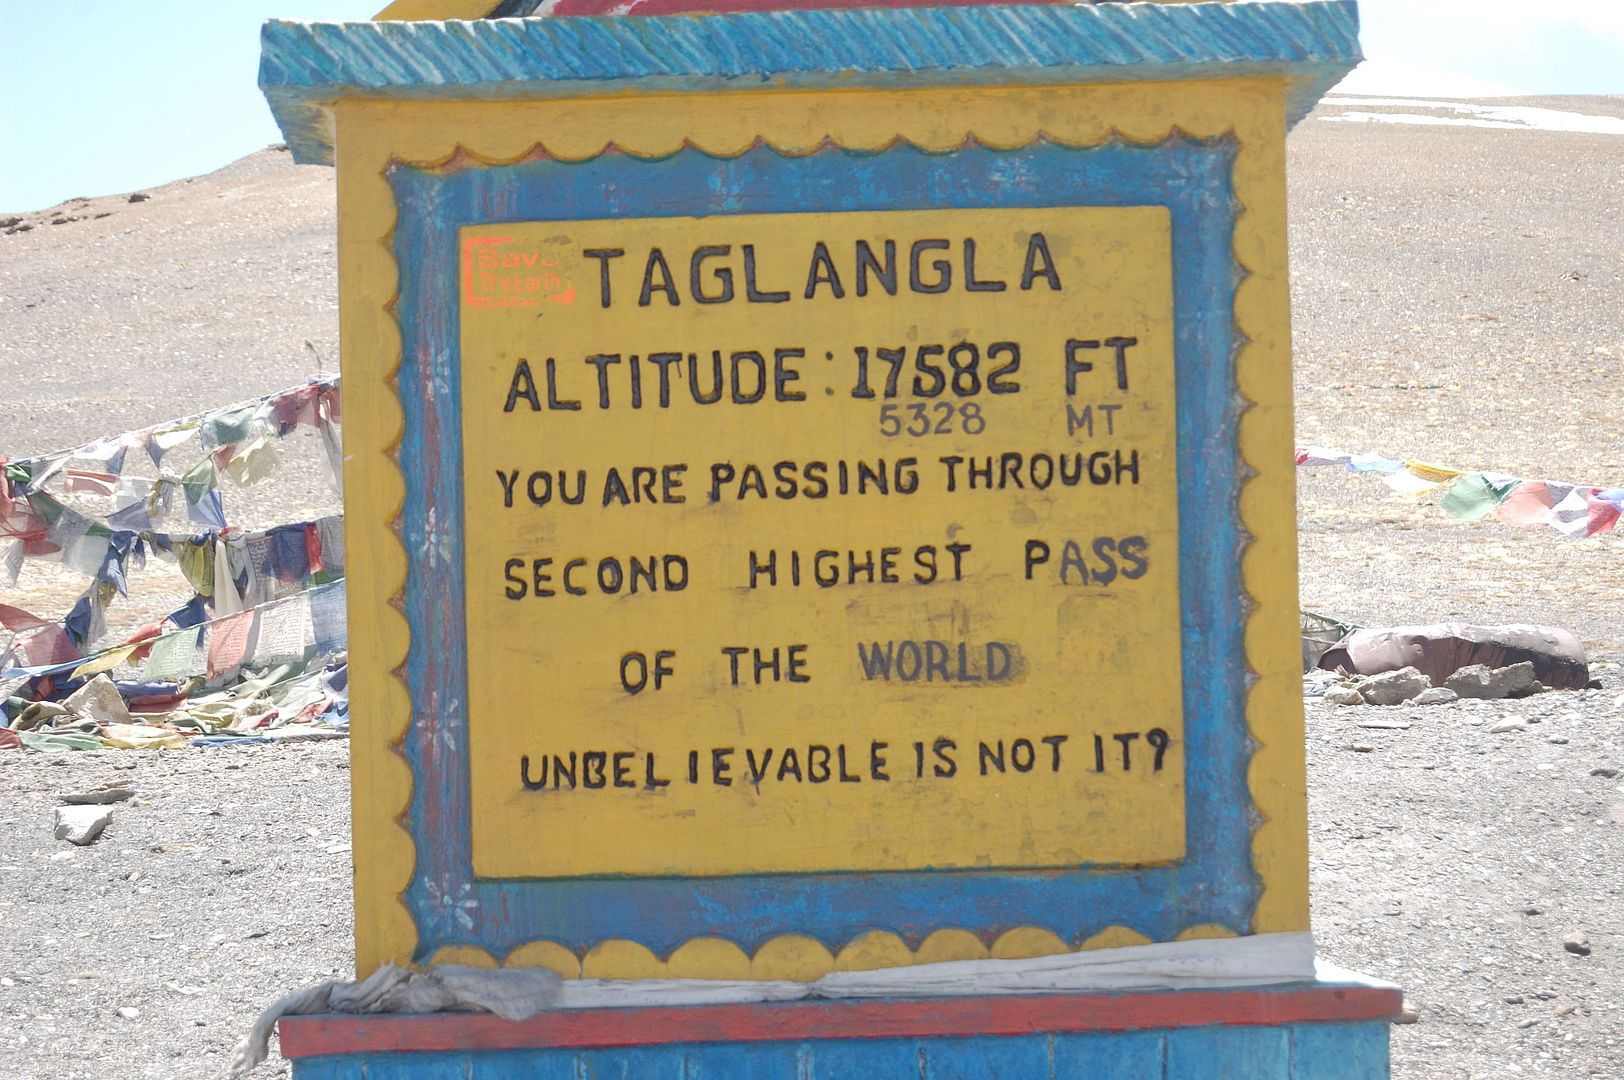 TAGLANGLA
ALTITUDE : 17582 FT
5328 MT
YOU ARE PASSING THROUGH
SECOND HIGHEST PASS
OF THE WORLD
UNBELIEVABLE IS NOT IT?